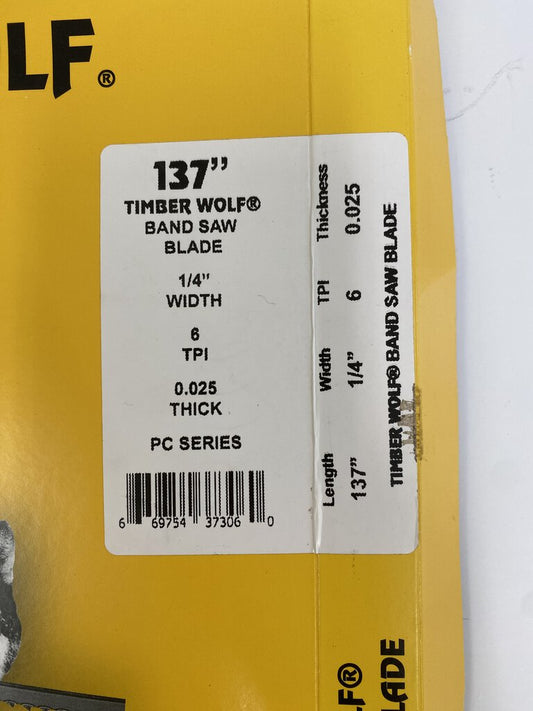 OLF®
137”
TIMBER WOLF®
BAND SAW
BLADE
1/4”
WIDTH
6
TPI
0.025
THICK
PC SERIES
6 69754 37306 0
Length Width TPI Thickness
137” 1/4” 6 0.025
TIMBER WOLF® BAND SAW BLADE
LF®
LADE